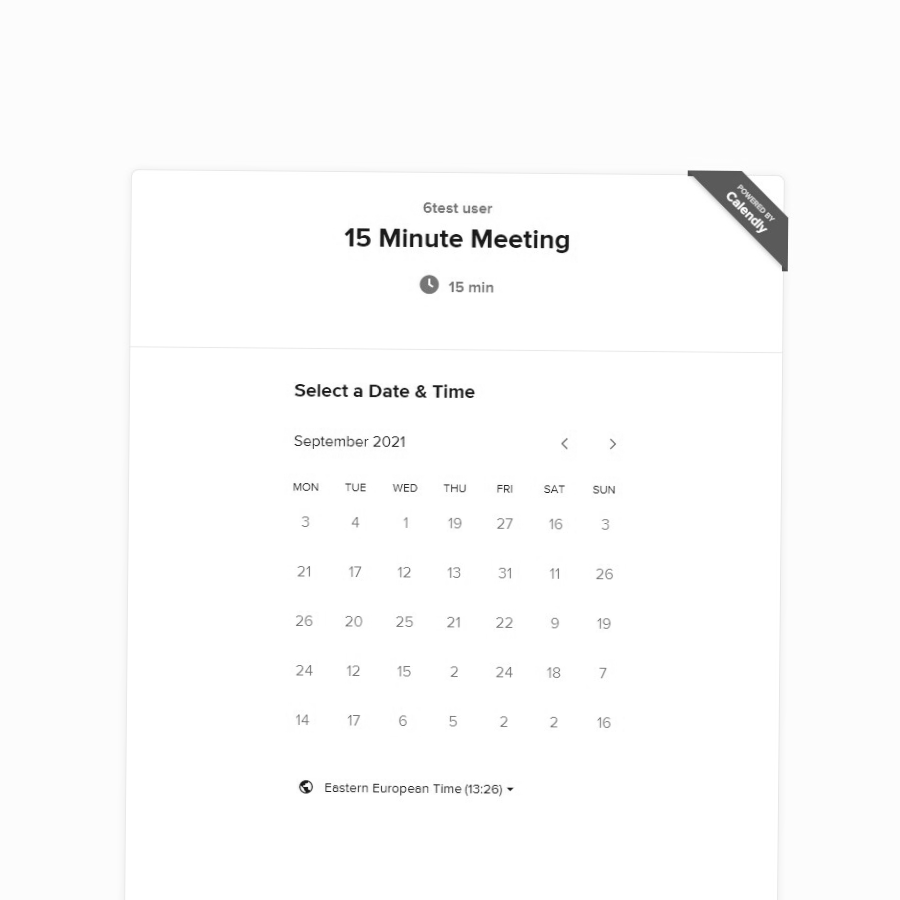 POWERED BY
Calendly
6test user
15 Minute Meeting
15 min
Select a Date & Time
September 2021
MON TUE WED THU FRI SAT SUN
3 4 1 19 27 16 3
21 17 12 13 31 11 26
26 20 25 21 22 9 19
24 12 15 2 24 18 7
14 17 6 5 2 2 16
Eastern European Time (13:26)